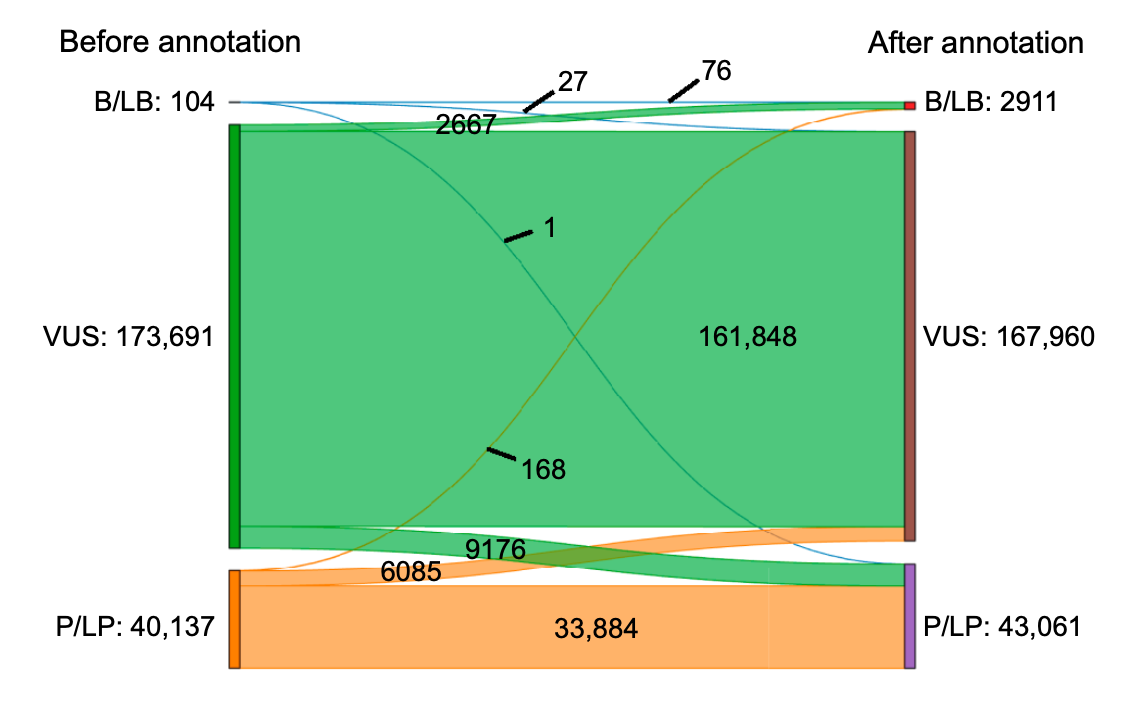 Before annotation
After annotation
76
27
B/LB: 104
B/LB: 2911
2667
1
VUS: 173,691
161,848
VUS: 167,960
168
9176
6085
P/LP: 40,137
33,884
P/LP: 43,061